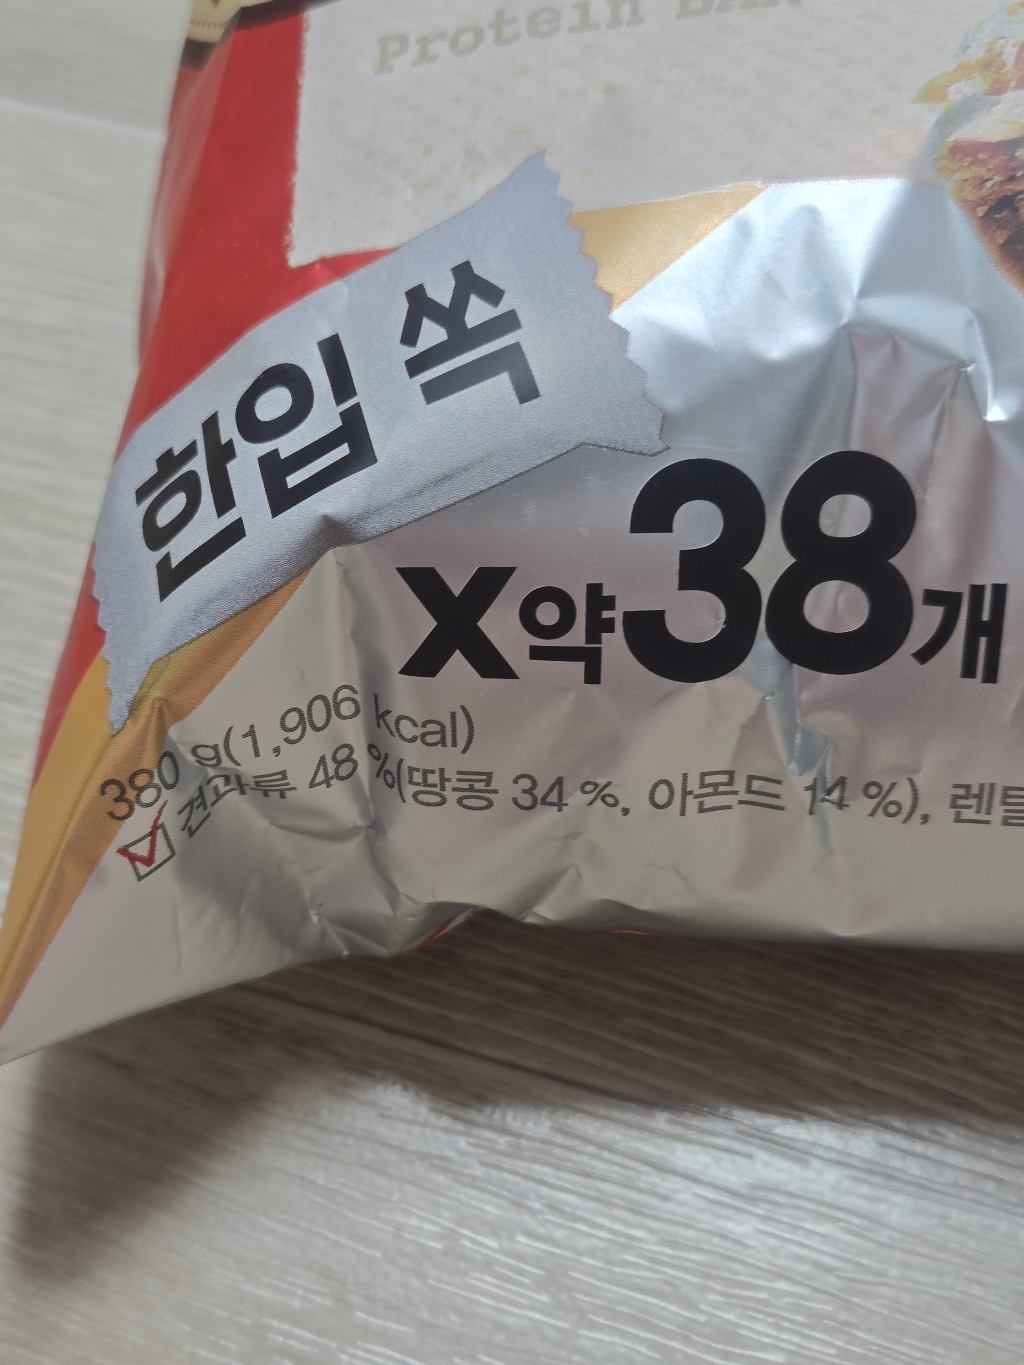 Protein BAR
한입 쏙
x약38개
380 g(1,906 kcal)
견과류 48 %(땅콩 34 %, 아몬드 14 %),